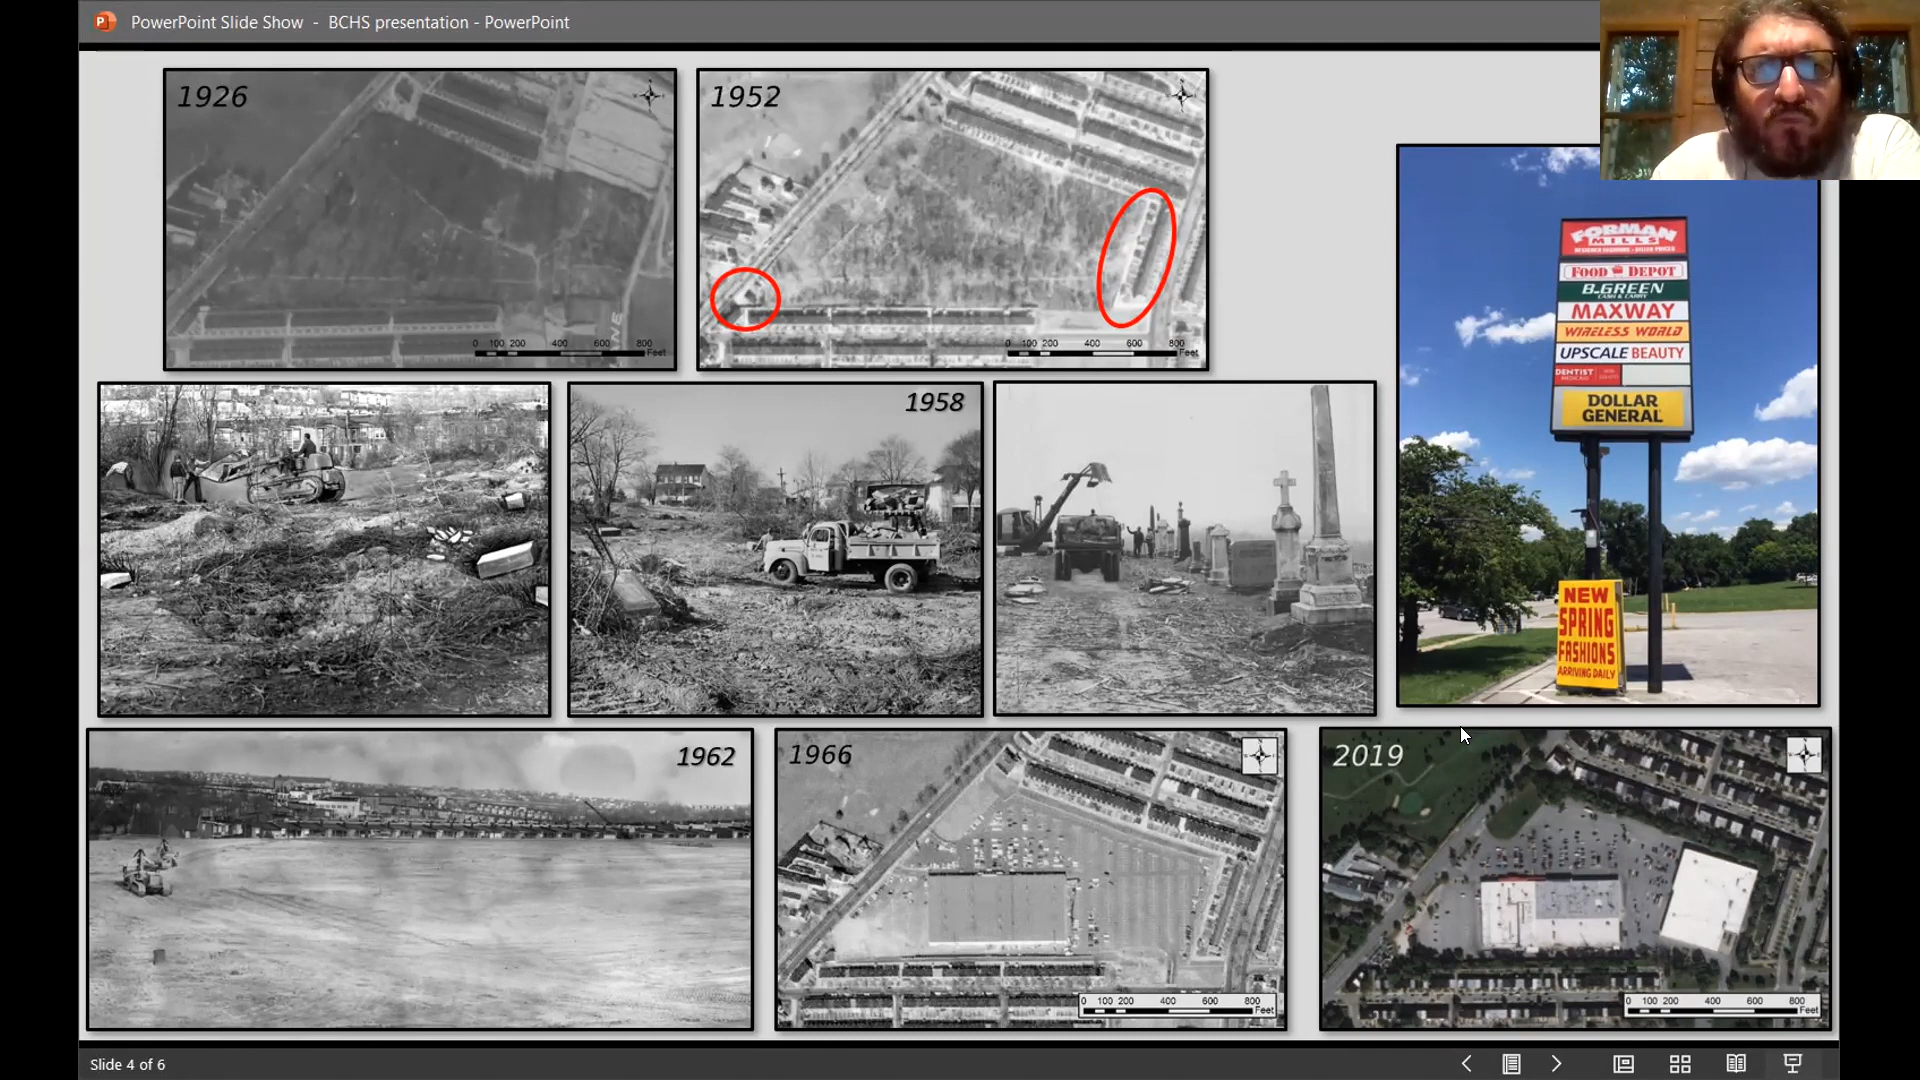 PowerPoint Slide Show - BCHS presentation - PowerPoint
1926
0 100 200 400 600 800
Feet
1952
0 100 200 400 600 800
Feet
FORMAN
MILLS
FOOD DEPOT
B.GREEN
CASH & CARRY
MAXWAY
WIRELESS WORLD
UPSCALE BEAUTY
DENTIST
DOLLAR
GENERAL
NEW
SPRING
FASHIONS
ARRIVING DAILY
1958
1962
1966
0 100 200 400 600 800
Feet
2019
0 100 200 400 600 800
Feet
Slide 4 of 6